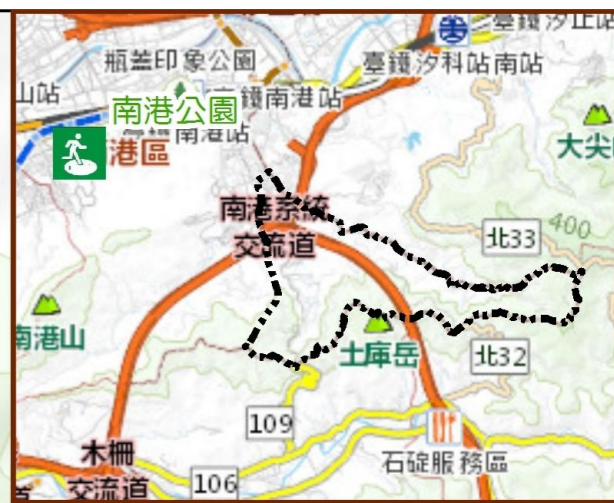 臺鐵汐止站
瓶蓋印象公園
臺鐵汐科站南站
山站
南港公園
臺鐵南港站
高鐵南港站
港區
大尖山
南港系統
交流道
北33
400
南港山
土庫岳
北32
109
木柵
交流道
106
石碇服務區